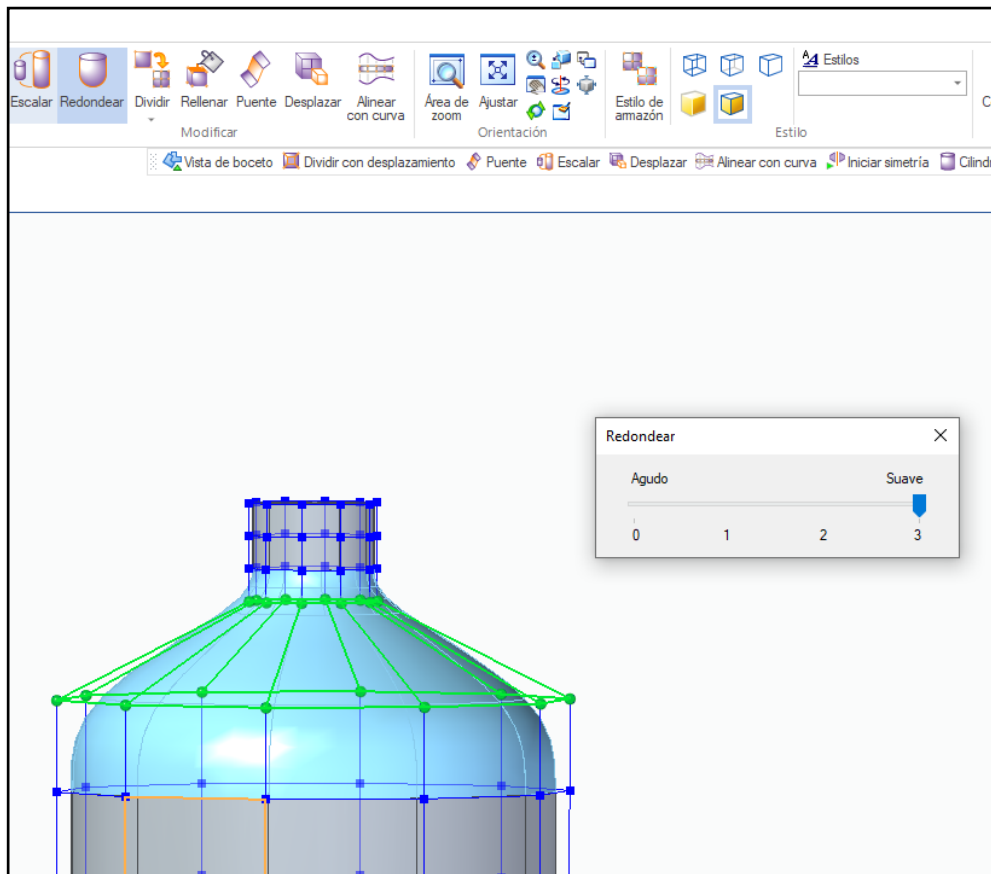 Escalar Redondear Dividir Rellenar Puente Desplazar Alinear con curva Área de zoom Ajustar Estilo de armazón Estilos
Modificar Orientación Estilo
Vista de boceto Dividir con desplazamiento Puente Escalar Desplazar Alinear con curva Iniciar simetría
Redondear
Agudo Suave
0 1 2 3